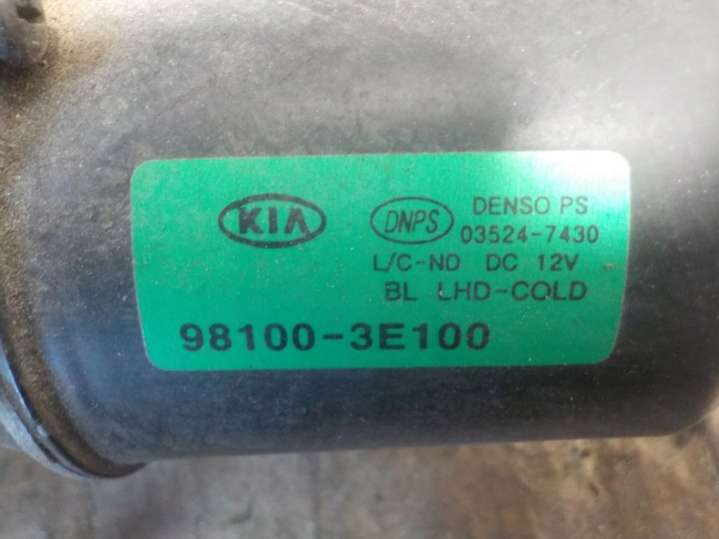 KIA
DNPS
DENSO PS
03524-7430
L/C-ND DC 12V
BL LHD-COLD
98100-3E100